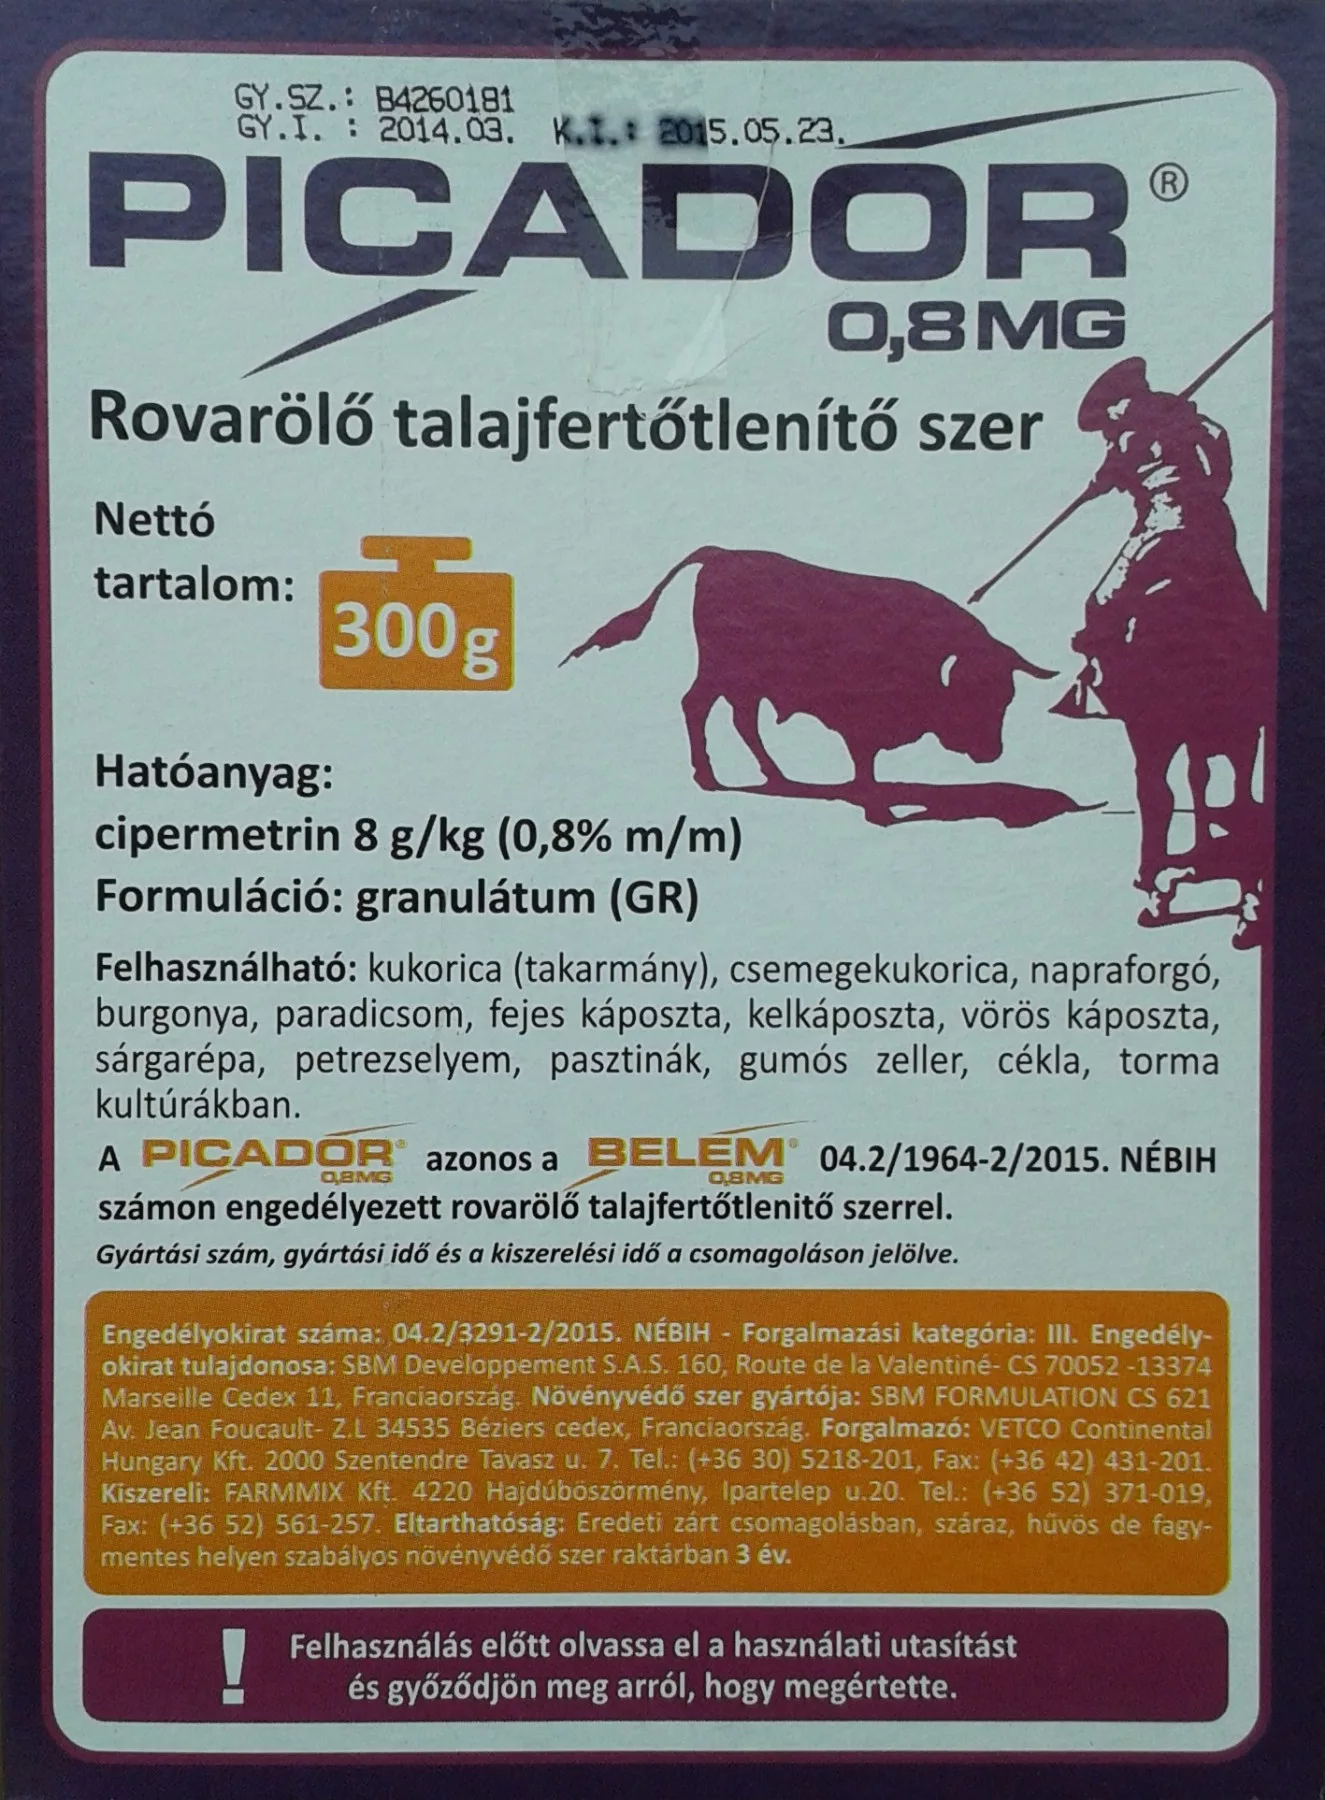 GY.SZ.: B4260181
GY.I. : 2014.03. K.I.: 2015.05.23.
PICADOR®
0,8MG
Rovarölő talajfertőtlenítő szer
Nettó
tartalom:
300g
Hatóanyag:
cipermetrin 8 g/kg (0,8% m/m)
Formuláció: granulátum (GR)
Felhasználható: kukorica (takarmány), csemegekukorica, napraforgó,
burgonya, paradicsom, fejes káposzta, kelkáposzta, vörös káposzta,
sárgarépa, petrezselyem, pasztinák, gumós zeller, cékla, torma
kultúrákban.
A PICADOR® 0,8MG azonos a BELEM® 0,8MG 04.2/1964-2/2015. NÉBIH
számon engedélyezett rovarölő talajfertőtlenitő szerrel.
Gyártási szám, gyártási idő és a kiszerelési idő a csomagoláson jelölve.
Engedélyokirat száma: 04.2/3291-2/2015. NÉBIH - Forgalmazási kategória: III. Engedély-
okirat tulajdonosa: SBM Developpement S.A.S. 160, Route de la Valentiné- CS 70052 -13374
Marseille Cedex 11, Franciaország. Növényvédő szer gyártója: SBM FORMULATION CS 621
Av. Jean Foucault- Z.L 34535 Béziers cedex, Franciaország. Forgalmazó: VETCO Continental
Hungary Kft. 2000 Szentendre Tavasz u. 7. Tel.: (+36 30) 5218-201, Fax: (+36 42) 431-201.
Kiszereli: FARMMIX Kft. 4220 Hajdúböszörmény, Ipartelep u.20. Tel.: (+36 52) 371-019,
Fax: (+36 52) 561-257. Eltarthatóság: Eredeti zárt csomagolásban, száraz, hűvös de fagy-
mentes helyen szabályos növényvédő szer raktárban 3 év.
! Felhasználás előtt olvassa el a használati utasítást
és győződjön meg arról, hogy megértette.